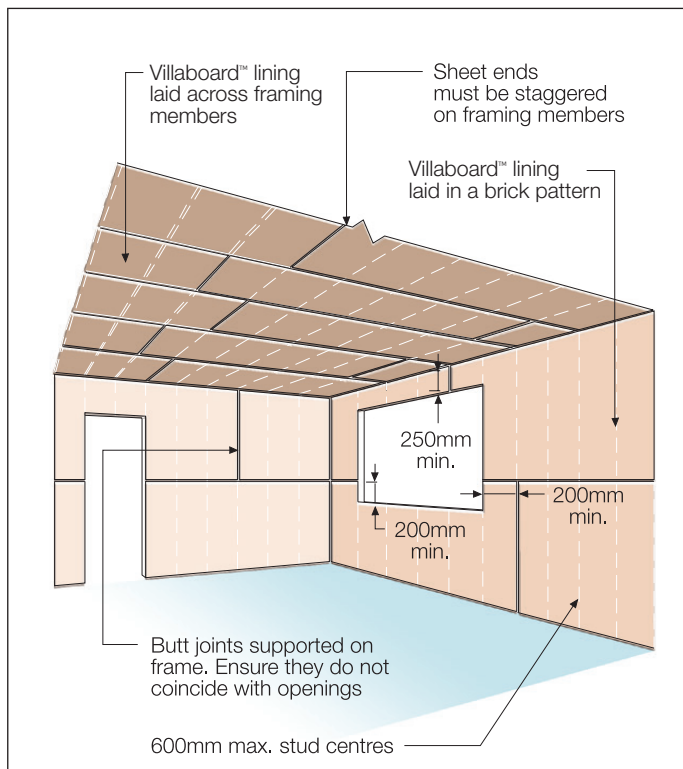 Villaboard™ lining
laid across framing
members
Sheet ends
must be staggered
on framing members
Villaboard™ lining
laid in a brick pattern
250mm
min.
200mm
min.
200mm
min.
Butt joints supported on
frame. Ensure they do not
coincide with openings
600mm max. stud centres